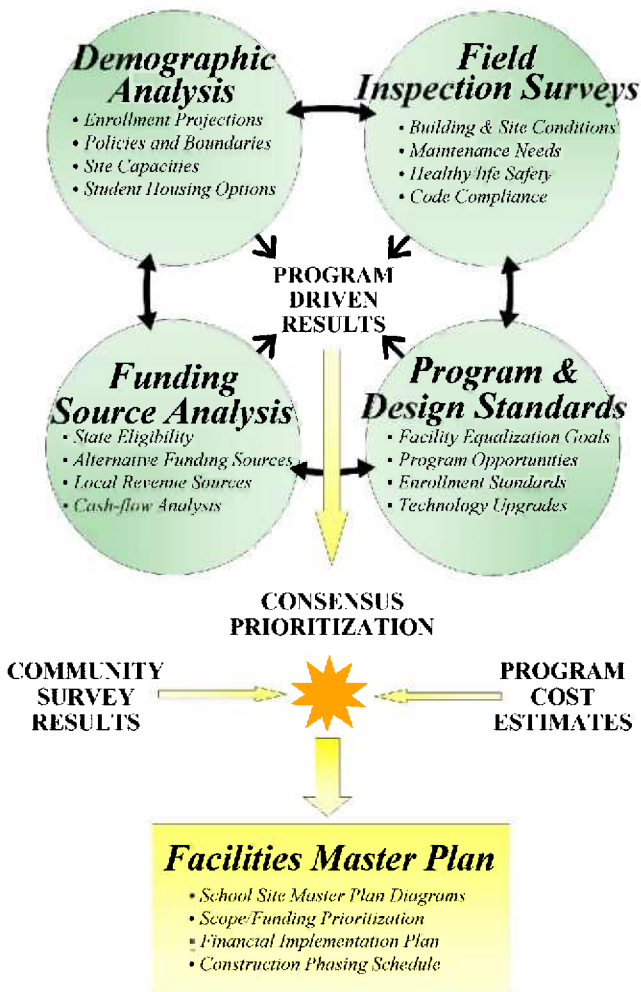 Demographic
Analysis
• Enrollment Projections
• Policies and Boundaries
• Site Capacities
• Student Housing Options
Field
Inspection Surveys
• Building & Site Conditions
• Maintenance Needs
• Healthy/life Safety
• Code Compliance
PROGRAM
DRIVEN
RESULTS
Funding
Source Analysis
• State Eligibility
• Alternative Funding Sources
• Local Revenue Sources
• Cash-flow Analysis
Program &
Design Standards
• Facility Equalization Goals
• Program Opportunities
• Enrollment Standards
• Technology Upgrades
CONSENSUS
PRIORITIZATION
COMMUNITY
SURVEY
RESULTS
PROGRAM
COST
ESTIMATES
Facilities Master Plan
• School Site Master Plan Diagrams
• Scope/Funding Prioritization
• Financial Implementation Plan
• Construction Phasing Schedule